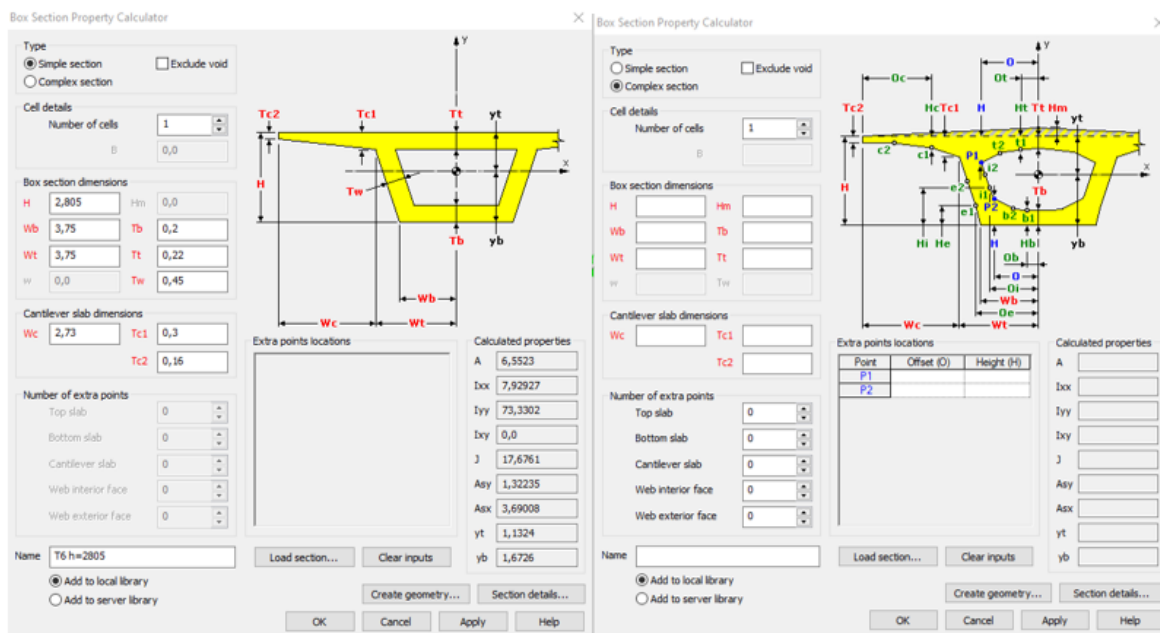 Box Section Property Calculator
Type
Simple section
Exclude void
Complex section
Cell details
Number of cells 1
B 0,0
Box section dimensions
H 2,805 Hm 0,0
Wb 3,75 Tb 0,2
Wt 3,75 Tt 0,22
w 0,0 Tw 0,45
Cantilever slab dimensions
Wc 2,73 Tc1 0,3
Tc2 0,16
Number of extra points
Top slab 0
Bottom slab 0
Cantilever slab 0
Web interior face 0
Web exterior face 0
Name T6 h=2805
Add to local library
Add to server library
Y
Tc2 Tc1 Tt yt
x
H Tw
Tb yb
Wb
Wc Wt
Extra points locations
Calculated properties
A 6,5523
Ixx 7,92927
Iyy 73,3302
Ixy 0,0
J 17,6761
Asy 1,32235
Asx 3,69008
yt 1,1324
yb 1,6726
Load section...
Clear inputs
Create geometry...
Section details...
OK
Cancel
Apply
Help
Box Section Property Calculator
Type
Simple section
Exclude void
Complex section
Cell details
Number of cells 1
B
Box section dimensions
H Hm
Wb Tb
Wt Tt
w Tw
Cantilever slab dimensions
Wc Tc1
Tc2
Number of extra points
Top slab 0
Bottom slab 0
Cantilever slab 0
Web interior face 0
Web exterior face 0
Name
Add to local library
Add to server library
Y
O
Oc Ot
Tc2 Hc Tc1 H Ht Tt Hm
yt
c2 c1 P1 t2 t1
i2 x
H e2 i1 Tb
P2
e1 b2 b1
Hi He H Hb yb
Ob
O
Oi
Wb
Oe
Wc Wt
Extra points locations
Point Offset (O) Height (H)
P1
P2
Calculated properties
A
Ixx
Iyy
Ixy
J
Asy
Asx
yt
yb
Load section...
Clear inputs
Create geometry...
Section details...
OK
Cancel
Apply
Help